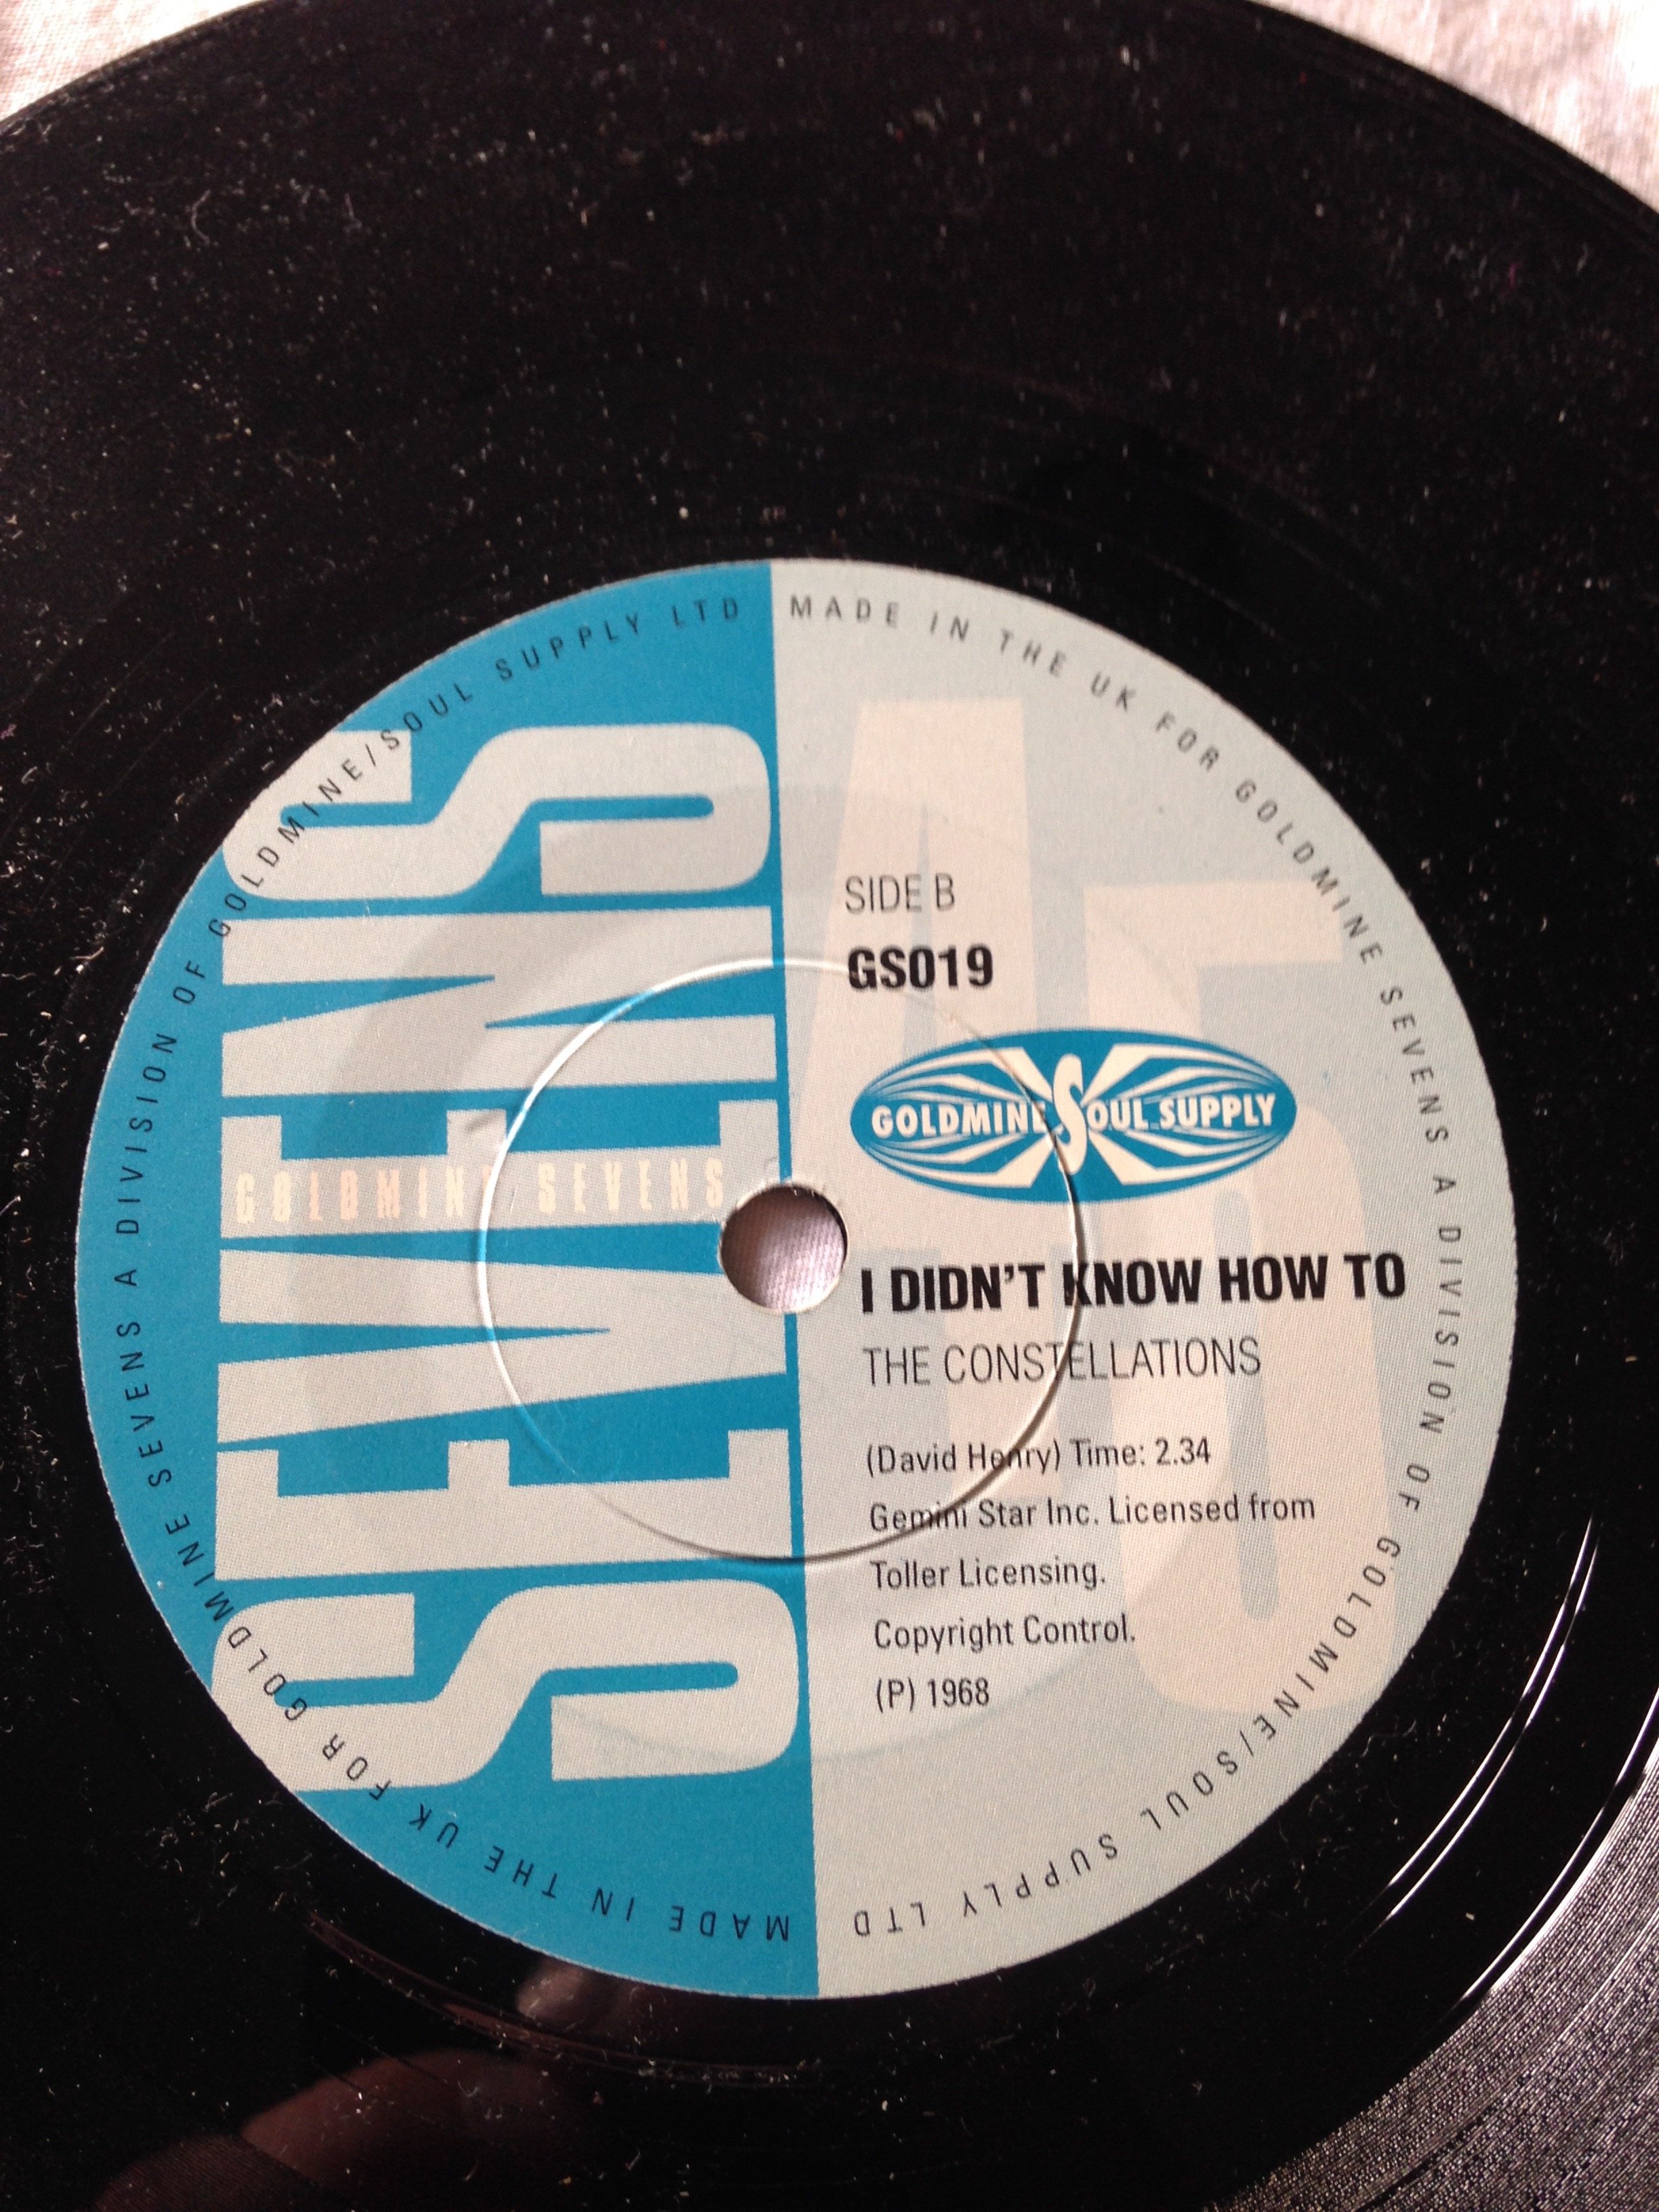 MADE IN THE UK FOR GOLDMINE SEVENS A DIVISION OF GOLDMINE/SOUL SUPPLY LTD
MADE IN THE UK FOR GOLDMINE SEVENS A DIVISION OF GOLDMINE/SOUL SUPPLY LTD
SEVENS
GOLDMINE SEVENS
45
SIDE B
GS019
GOLDMINE SOUL SUPPLY
I DIDN'T KNOW HOW TO
THE CONSTELLATIONS
(David Henry) Time: 2.34
Gemini Star Inc. Licensed from
Toller Licensing.
Copyright Control.
(P) 1968